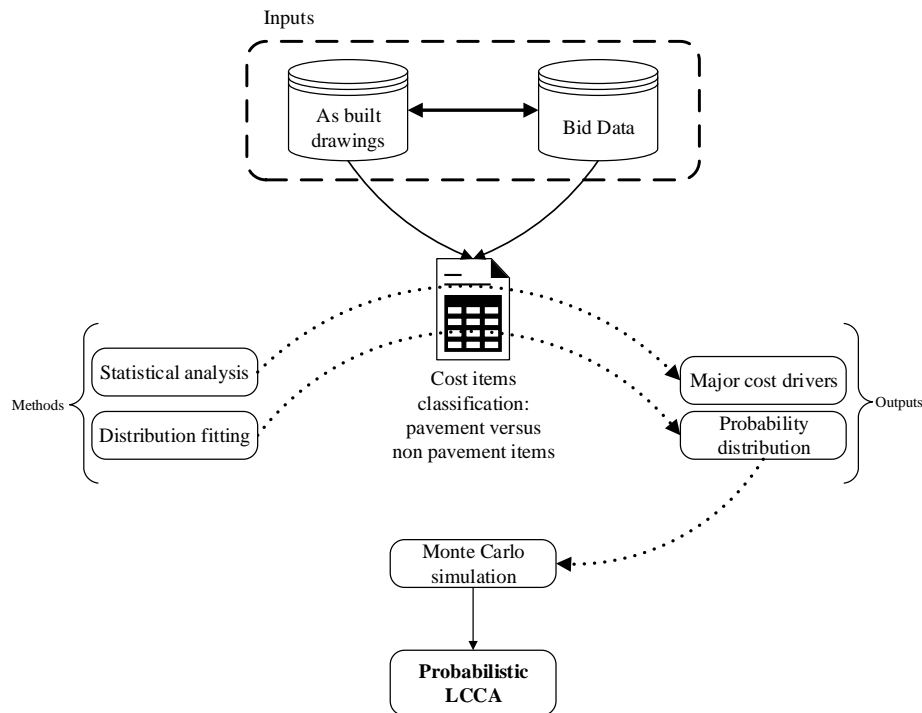 Inputs
As built
drawings
Bid Data
Cost items
classification:
pavement versus
non pavement items
Methods
Statistical analysis
Distribution fitting
Major cost drivers
Probability
distribution
Outputs
Monte Carlo
simulation
Probabilistic
LCCA